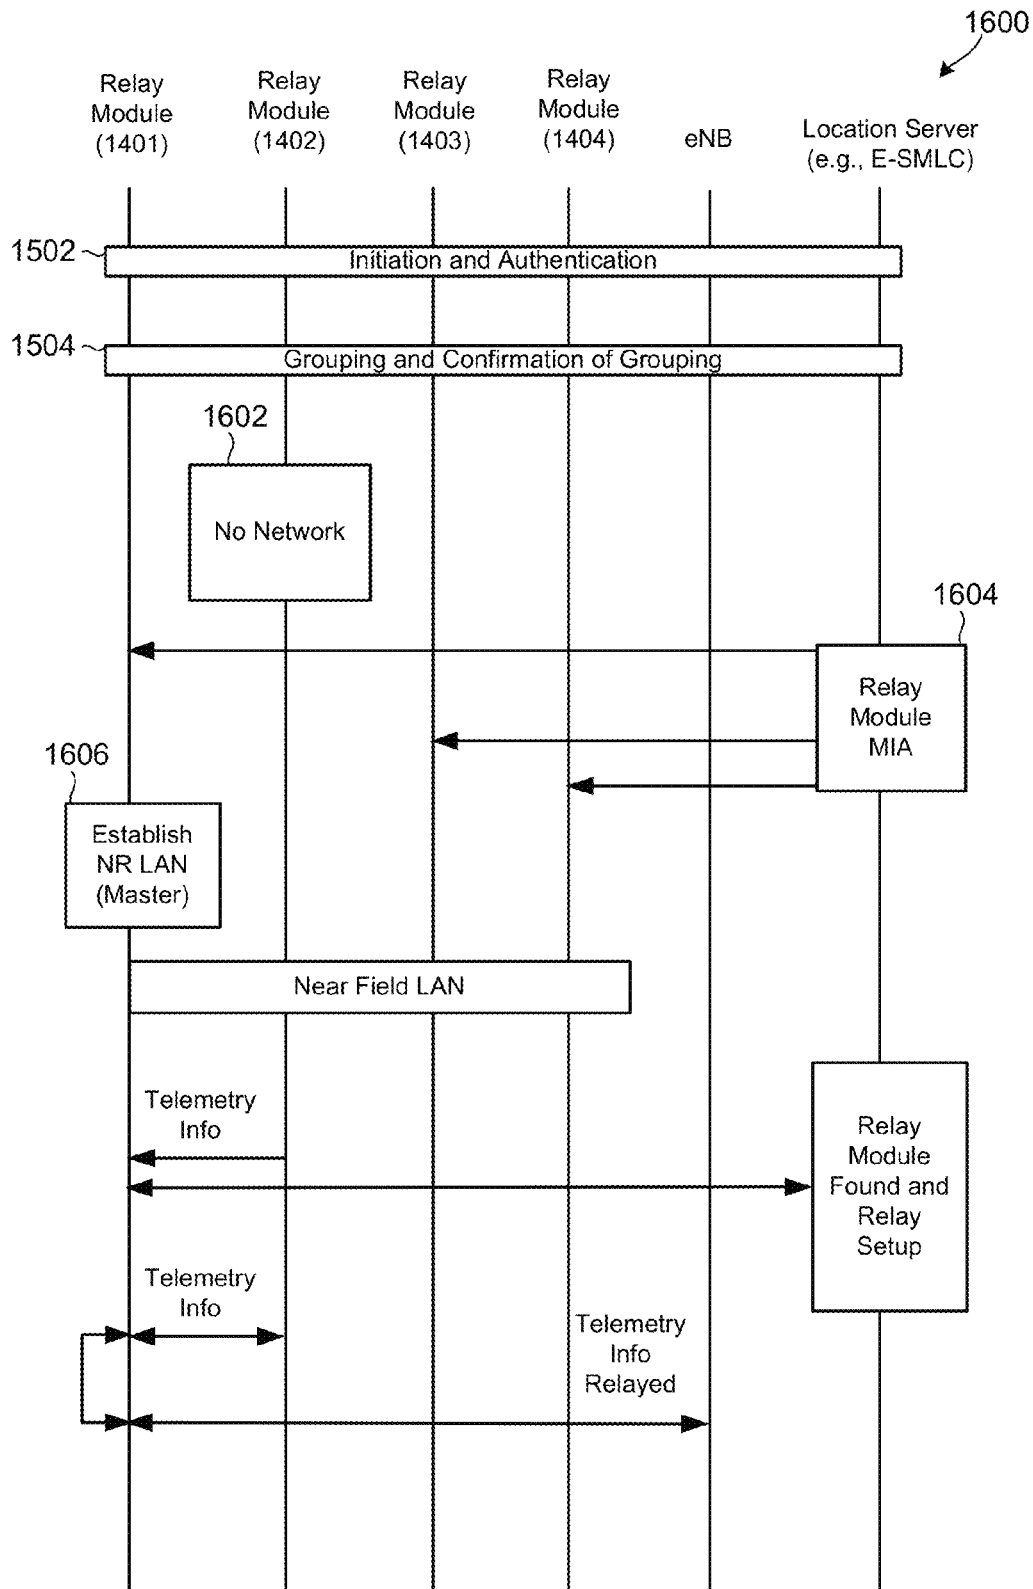 1600
Relay
Module
(1401)
Relay
Module
(1402)
Relay
Module
(1403)
Relay
Module
(1404)
eNB
Location Server
(e.g., E-SMLC)
1502
Initiation and Authentication
1504
Grouping and Confirmation of Grouping
1602
No Network
1604
Relay
Module
MIA
1606
Establish
NR LAN
(Master)
Near Field LAN
Telemetry
Info
Relay
Module
Found and
Relay
Setup
Telemetry
Info
Telemetry
Info
Relayed